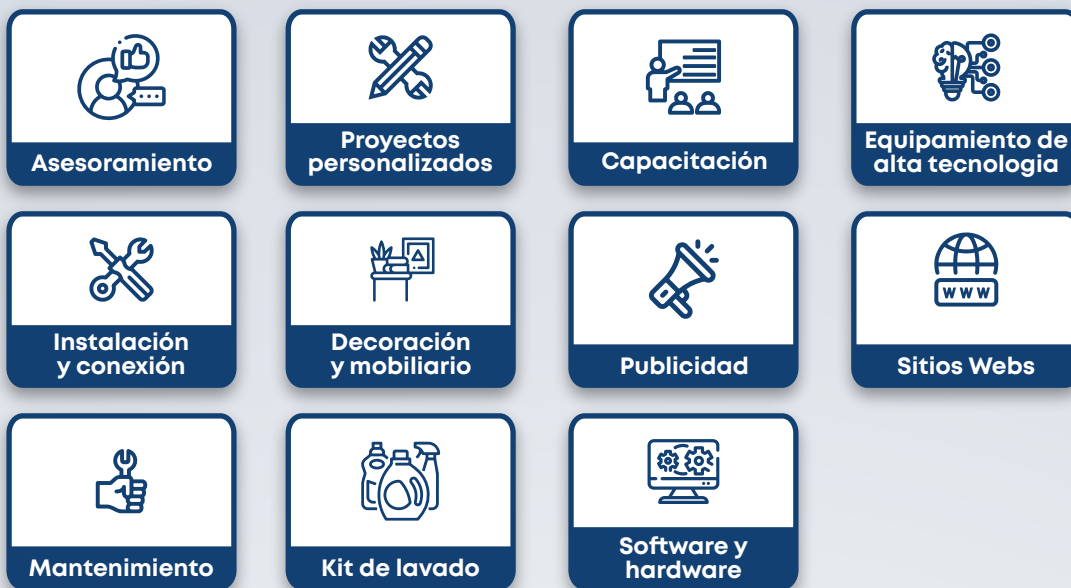 Asesoramiento
Proyectos
personalizados
Capacitación
Equipamiento de
alta tecnologia
Instalación
y conexión
Decoración
y mobiliario
Publicidad
WWW
Sitios Webs
Mantenimiento
Kit de lavado
Software y
hardware